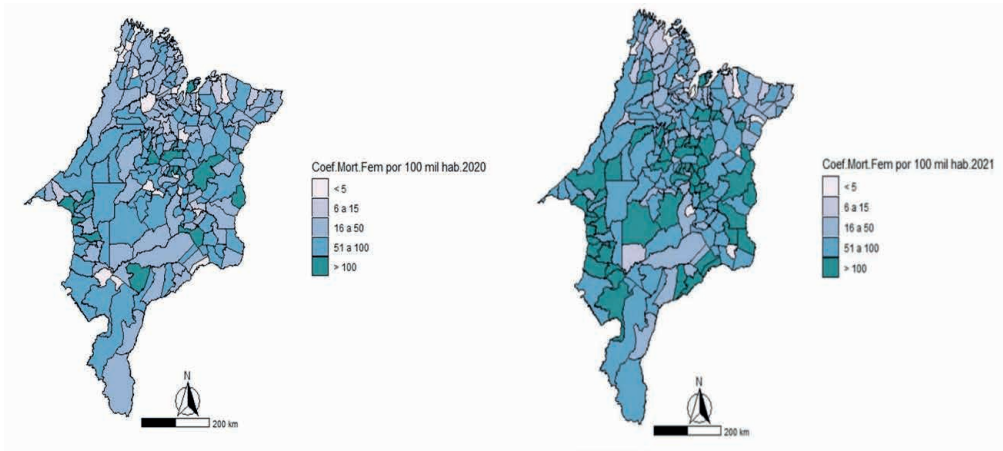 Coef.Mort.Fem por 100 mil hab.2020
< 5
6 a 15
16 a 50
51 a 100
> 100
N
200 km
Coef.Mort.Fem por 100 mil hab.2021
< 5
6 a 15
16 a 50
51 a 100
> 100
N
200 km